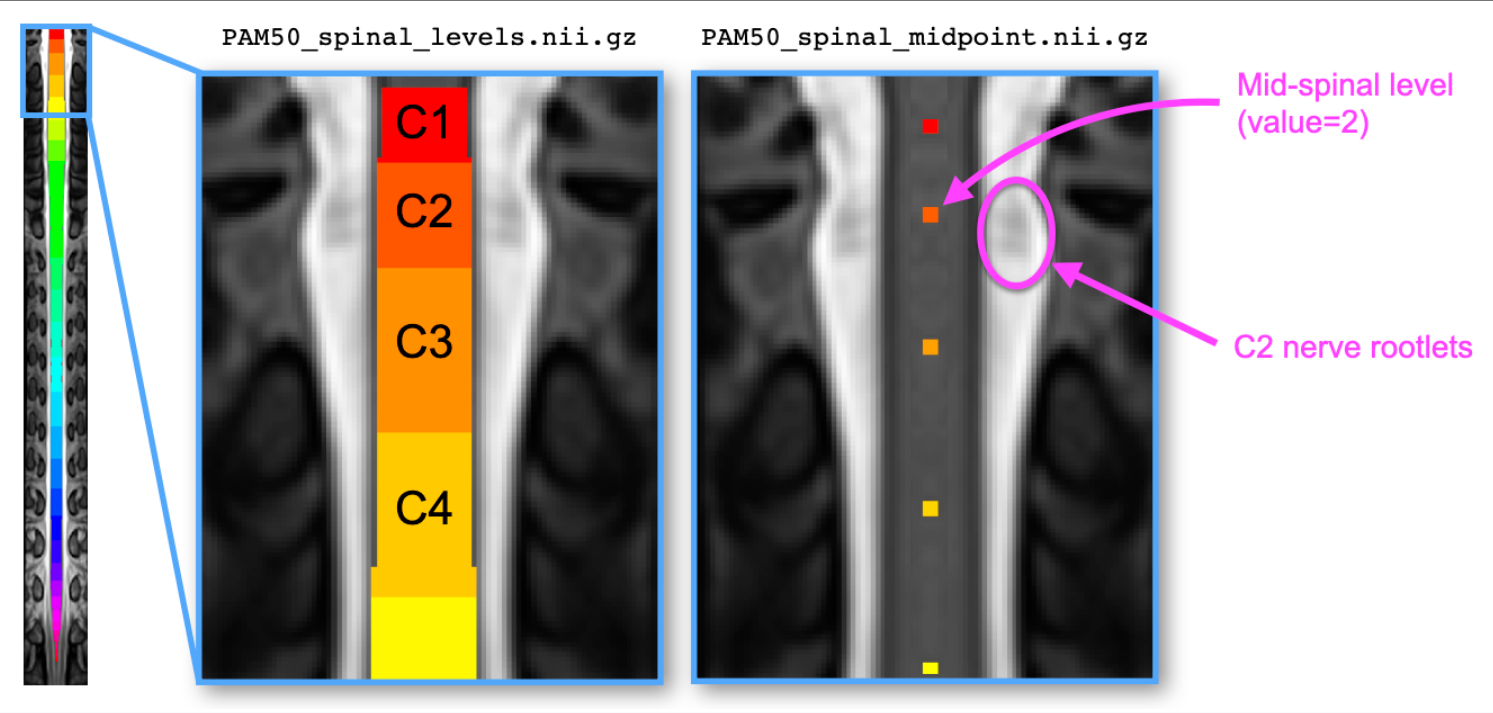 PAM50_spinal_levels.nii.gz
PAM50_spinal_midpoint.nii.gz
Mid-spinal level
(value=2)
C1
C2
C3
C4
C2 nerve rootlets